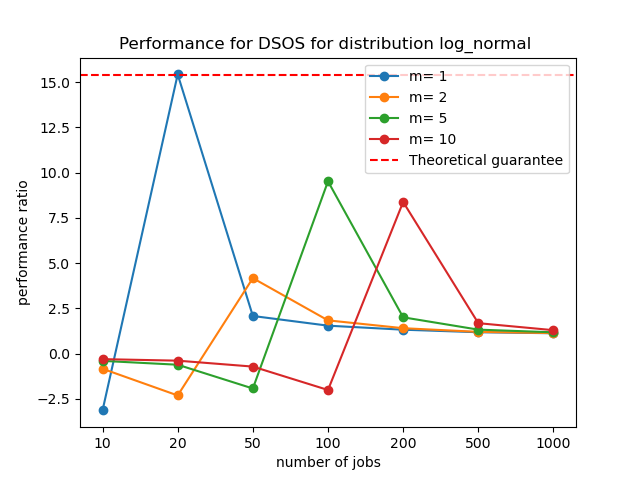 Performance for DSOS for distribution log_normal
performance ratio
15.0
12.5
10.0
7.5
5.0
2.5
0.0
−2.5
m= 1
m= 2
m= 5
m= 10
Theoretical guarantee
10 20 50 100 200 500 1000
number of jobs